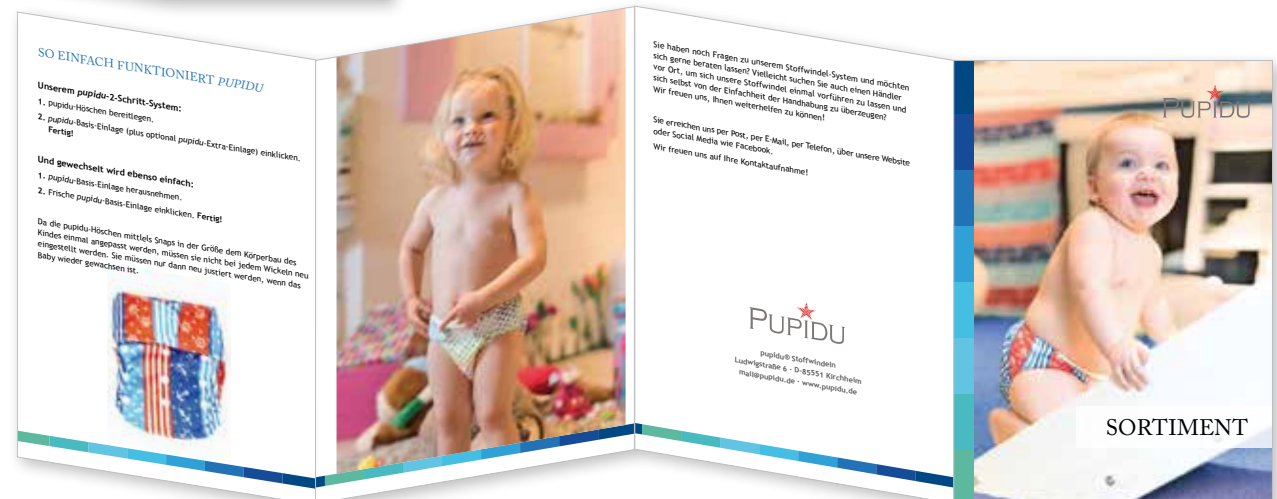 SO EINFACH FUNKTIONIERT PUPIDU
Unserem pupidu-2-Schritt-System:
1. pupidu-Höschen bereitlegen.
2. pupidu-Basis-Einlage (plus optional pupidu-Extra-Einlage) einklicken.
Fertig!
Und gewechselt wird ebenso einfach:
1. pupidu-Basis-Einlage herausnehmen.
2. Frische pupidu-Basis-Einlage einklicken. Fertig!
Da die pupidu-Höschen mittlels Snaps in der Größe dem Körperbau des
Kindes einmal angepasst werden, müssen sie nicht bei jedem Wickeln neu
eingestellt werden. Sie müssen nur dann neu justiert werden, wenn das
Baby wieder gewachsen ist.
Sie haben noch Fragen zu unserem Stoffwindel-System und möchten
sich gerne beraten lassen? Vielleicht suchen Sie auch einen Händler
vor Ort, um sich unsere Stoffwindel einmal vorführen zu lassen und
sich selbst von der Einfachheit der Handhabung zu überzeugen?
Wir freuen uns, Ihnen weiterhelfen zu können!
Sie erreichen uns per Post, per E-Mail, per Telefon, über unsere Website
oder Social Media wie Facebook.
Wir freuen uns auf Ihre Kontaktaufnahme!
PUPIDU
pupidu® Stoffwindeln
Ludwigstraße 6 · D-85551 Kirchheim
mail@pupidu.de · www.pupidu.de
PUPIDU
SORTIMENT